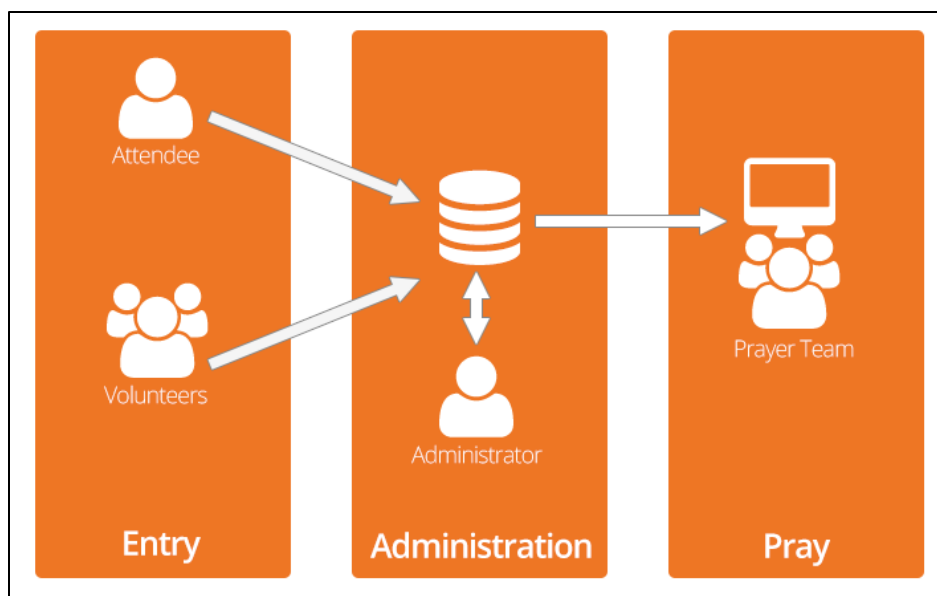 Attendee
Volunteers
Entry
Administrator
Administration
Prayer Team
Pray